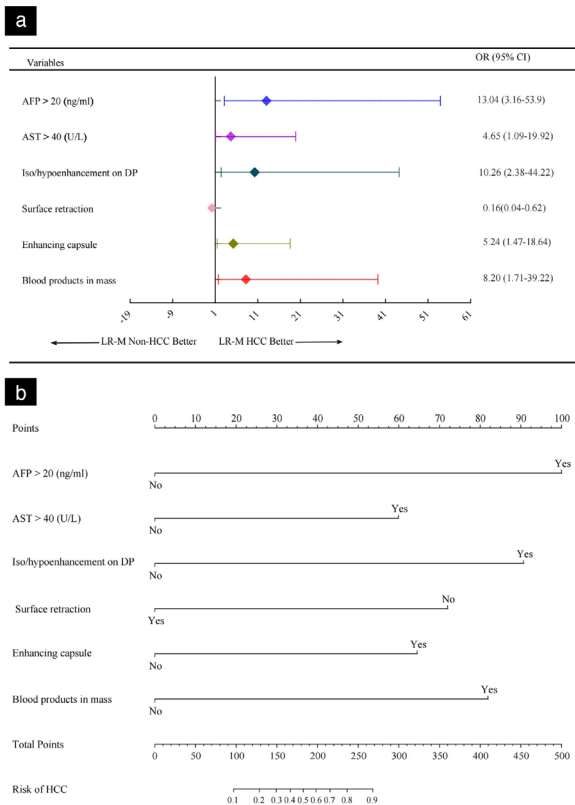 a
Variables OR (95% CI)
AFP > 20 (ng/ml) 13.04 (3.16-53.9)
AST > 40 (U/L) 4.65 (1.09-19.92)
Iso/hypoenhancement on DP 10.26 (2.38-44.22)
Surface retraction 0.16(0.04-0.62)
Enhancing capsule 5.24 (1.47-18.64)
Blood products in mass 8.20 (1.71-39.22)
-19 -9 1 11 21 31 41 51 61
LR-M Non-HCC Better LR-M HCC Better
b
Points 0 10 20 30 40 50 60 70 80 90 100
Yes
AFP > 20 (ng/ml)
No
Yes
AST > 40 (U/L)
No
Yes
Iso/hypoenhancement on DP
No
No
Surface retraction
Yes
Yes
Enhancing capsule
No
Yes
Blood products in mass
No
Total Points
0 50 100 150 200 250 300 350 400 450 500
Risk of HCC
0.1 0.2 0.3 0.4 0.5 0.6 0.7 0.8 0.9